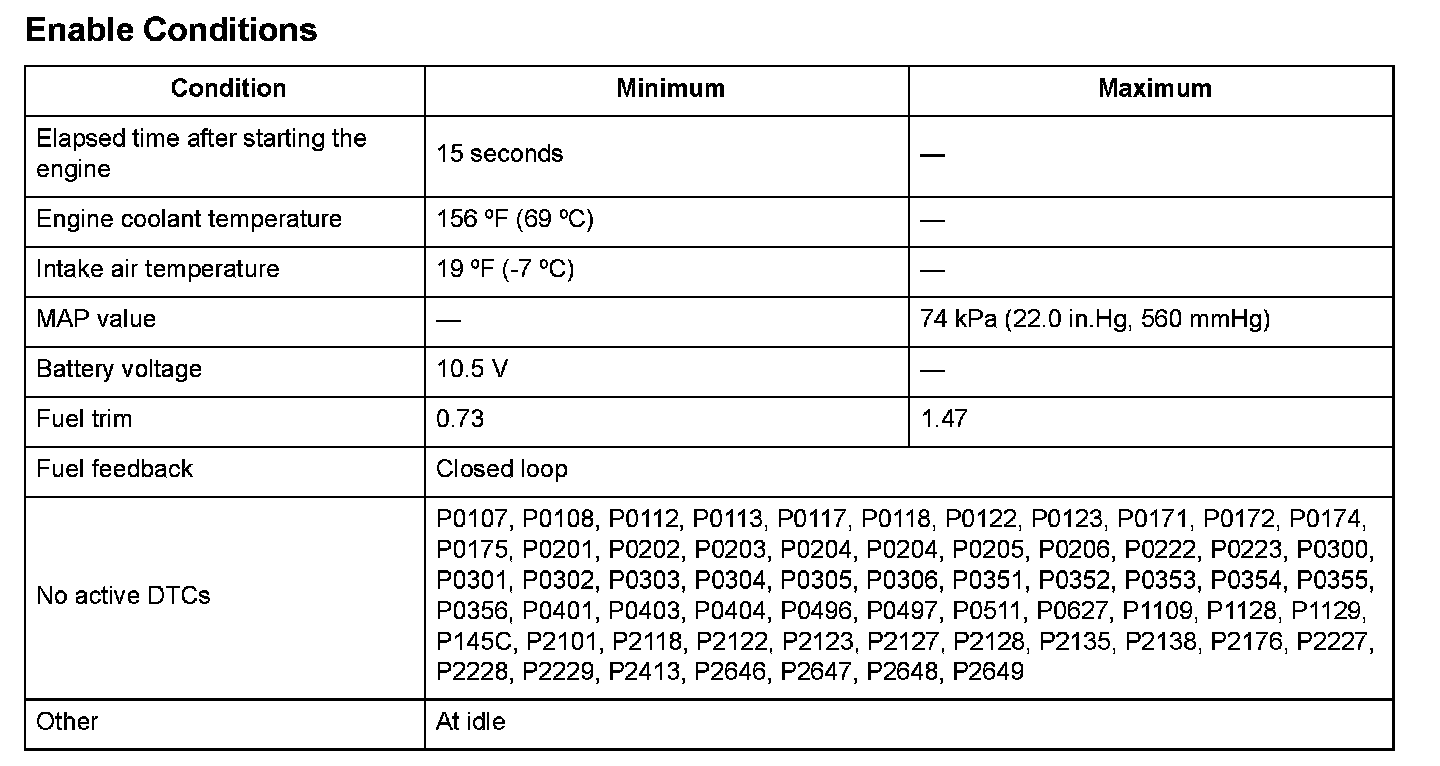 Enable Conditions
Condition Minimum Maximum
Elapsed time after starting the
engine
15 seconds —
Engine coolant temperature 156 ºF (69 ºC) —
Intake air temperature 19 ºF (-7 ºC) —
MAP value — 74 kPa (22.0 in.Hg, 560 mmHg)
Battery voltage 10.5 V —
Fuel trim 0.73 1.47
Fuel feedback Closed loop
No active DTCs
P0107, P0108, P0112, P0113, P0117, P0118, P0122, P0123, P0171, P0172, P0174,
P0175, P0201, P0202, P0203, P0204, P0204, P0205, P0206, P0222, P0223, P0300,
P0301, P0302, P0303, P0304, P0305, P0306, P0351, P0352, P0353, P0354, P0355,
P0356, P0401, P0403, P0404, P0496, P0497, P0511, P0627, P1109, P1128, P1129,
P145C, P2101, P2118, P2122, P2123, P2127, P2128, P2135, P2138, P2176, P2227,
P2228, P2229, P2413, P2646, P2647, P2648, P2649
Other At idle